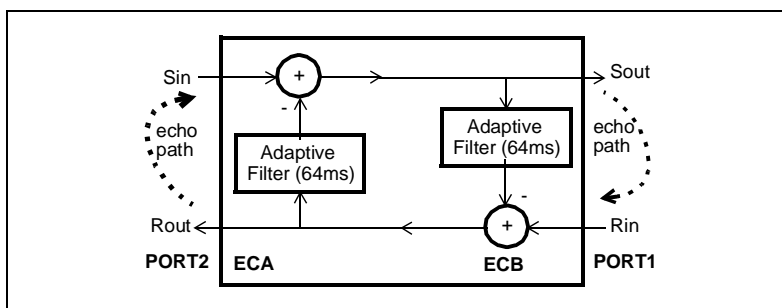 Sin
+
Sout
-
echo
path
Adaptive
Filter (64ms)
Adaptive
Filter (64ms)
echo
path
-
Rout
+
Rin
PORT2
ECA
ECB
PORT1